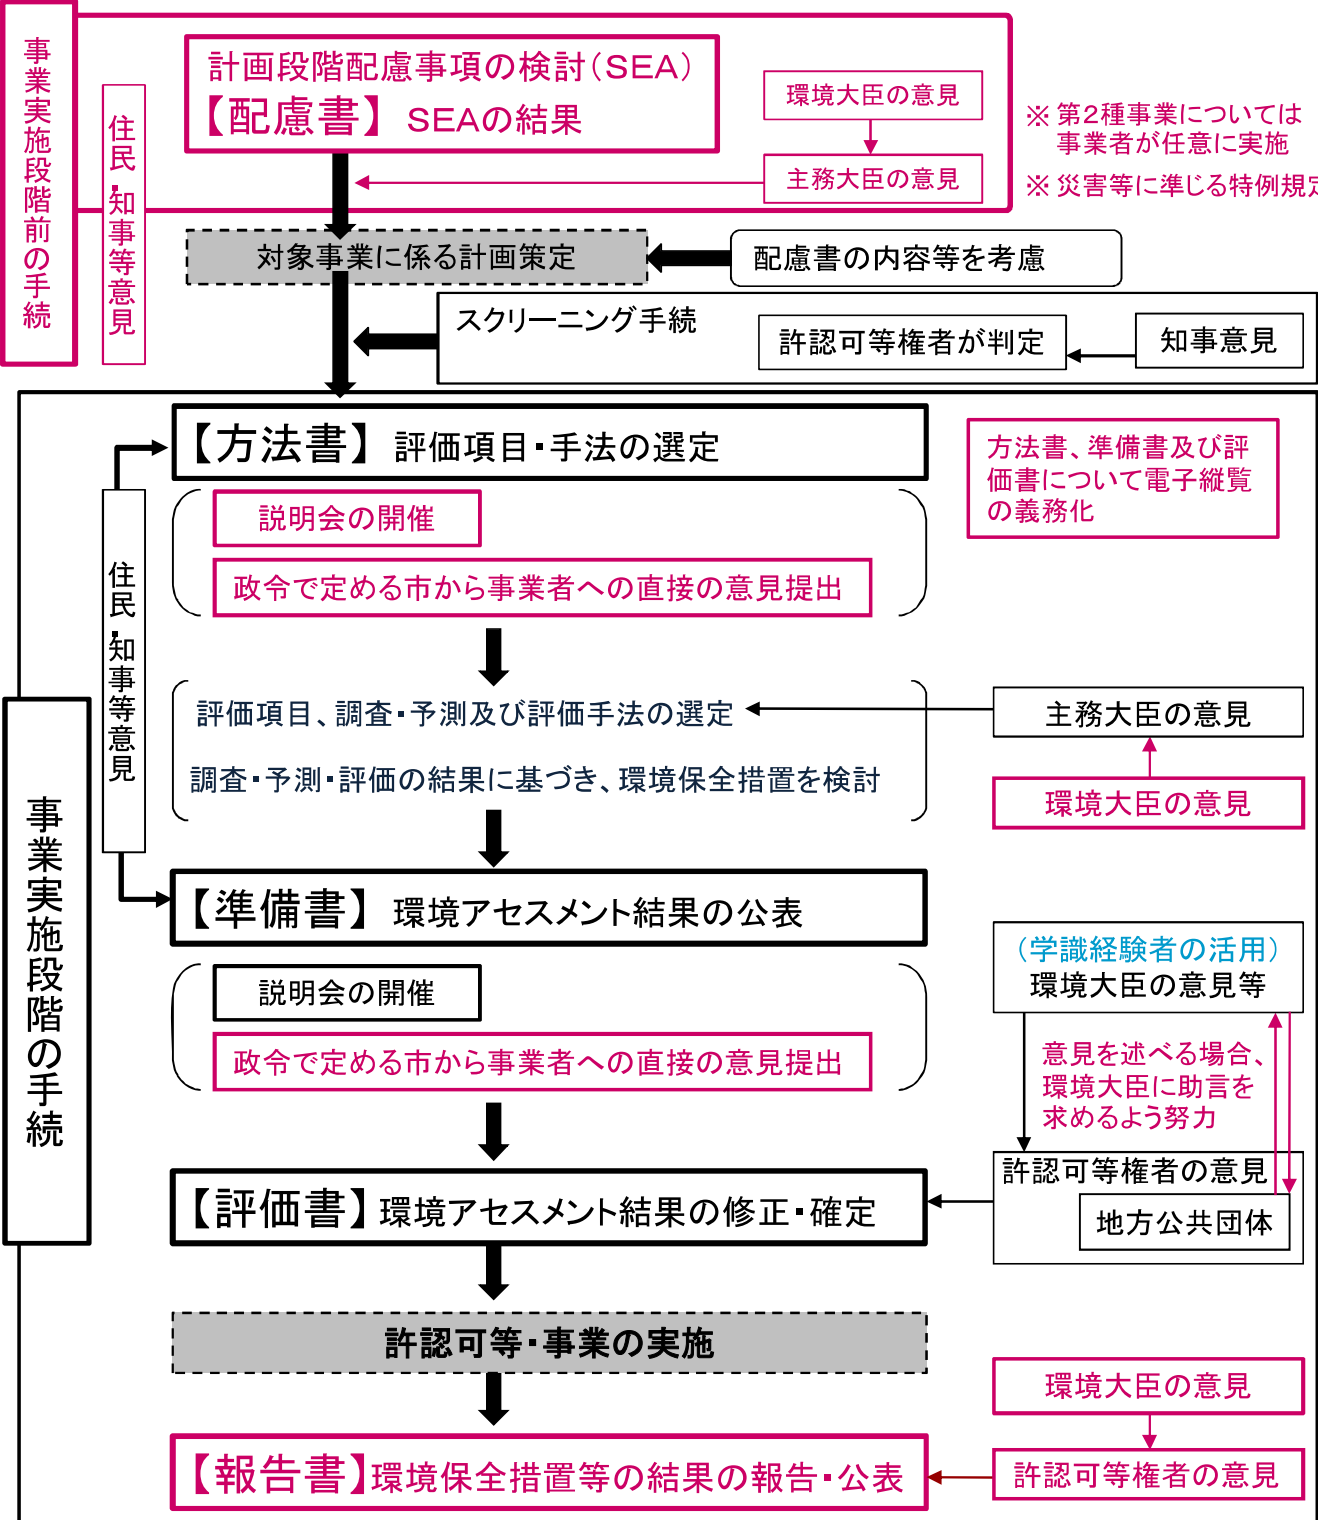 事業実施段階前の手続
計画段階配慮事項の検討（SEA）
【配慮書】 SEAの結果
環境大臣の意見
主務大臣の意見
※ 第2種事業については
事業者が任意に実施
※ 災害等に準じる特例規定
住民・知事等意見
対象事業に係る計画策定
配慮書の内容等を考慮
スクリーニング手続
許認可等権者が判定
知事意見
【方法書】 評価項目・手法の選定
方法書、準備書及び評
価書について電子縦覧
の義務化
説明会の開催
政令で定める市から事業者への直接の意見提出
住民・知事等意見
評価項目、調査・予測及び評価手法の選定
主務大臣の意見
調査・予測・評価の結果に基づき、環境保全措置を検討
環境大臣の意見
事業実施段階の手続
【準備書】 環境アセスメント結果の公表
（学識経験者の活用）
環境大臣の意見等
説明会の開催
政令で定める市から事業者への直接の意見提出
意見を述べる場合、
環境大臣に助言を
求めるよう努力
許認可等権者の意見
地方公共団体
【評価書】 環境アセスメント結果の修正・確定
許認可等・事業の実施
環境大臣の意見
【報告書】 環境保全措置等の結果の報告・公表
許認可等権者の意見